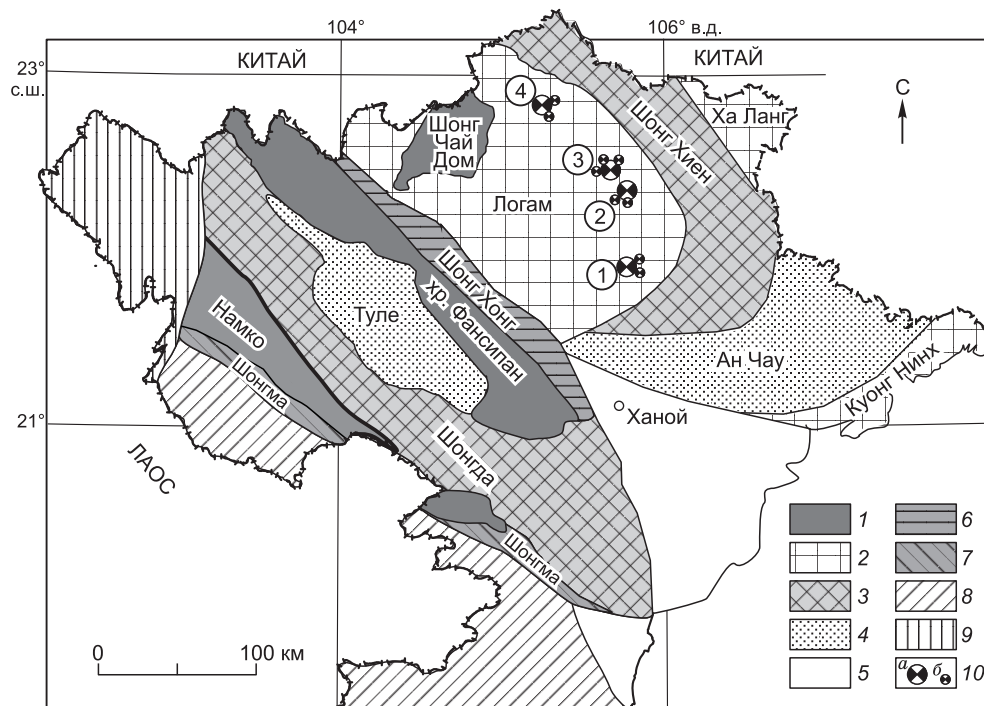 104°
106° в.д.
23°
с.ш.
КИТАЙ
КИТАЙ
С
4
Шонг
Чай
Дом
Шонг Хиен
Ха Ланг
3
Логам
2
1
Шонг Хонг
хр. Фансипан
Туле
Намко
Шонгма
Ан Чау
Куонг Нинх
21°
Ханой
Шонгда
ЛАОС
Шонгма
0
100 км
1
6
2
7
3
8
4
9
5
а
б
10